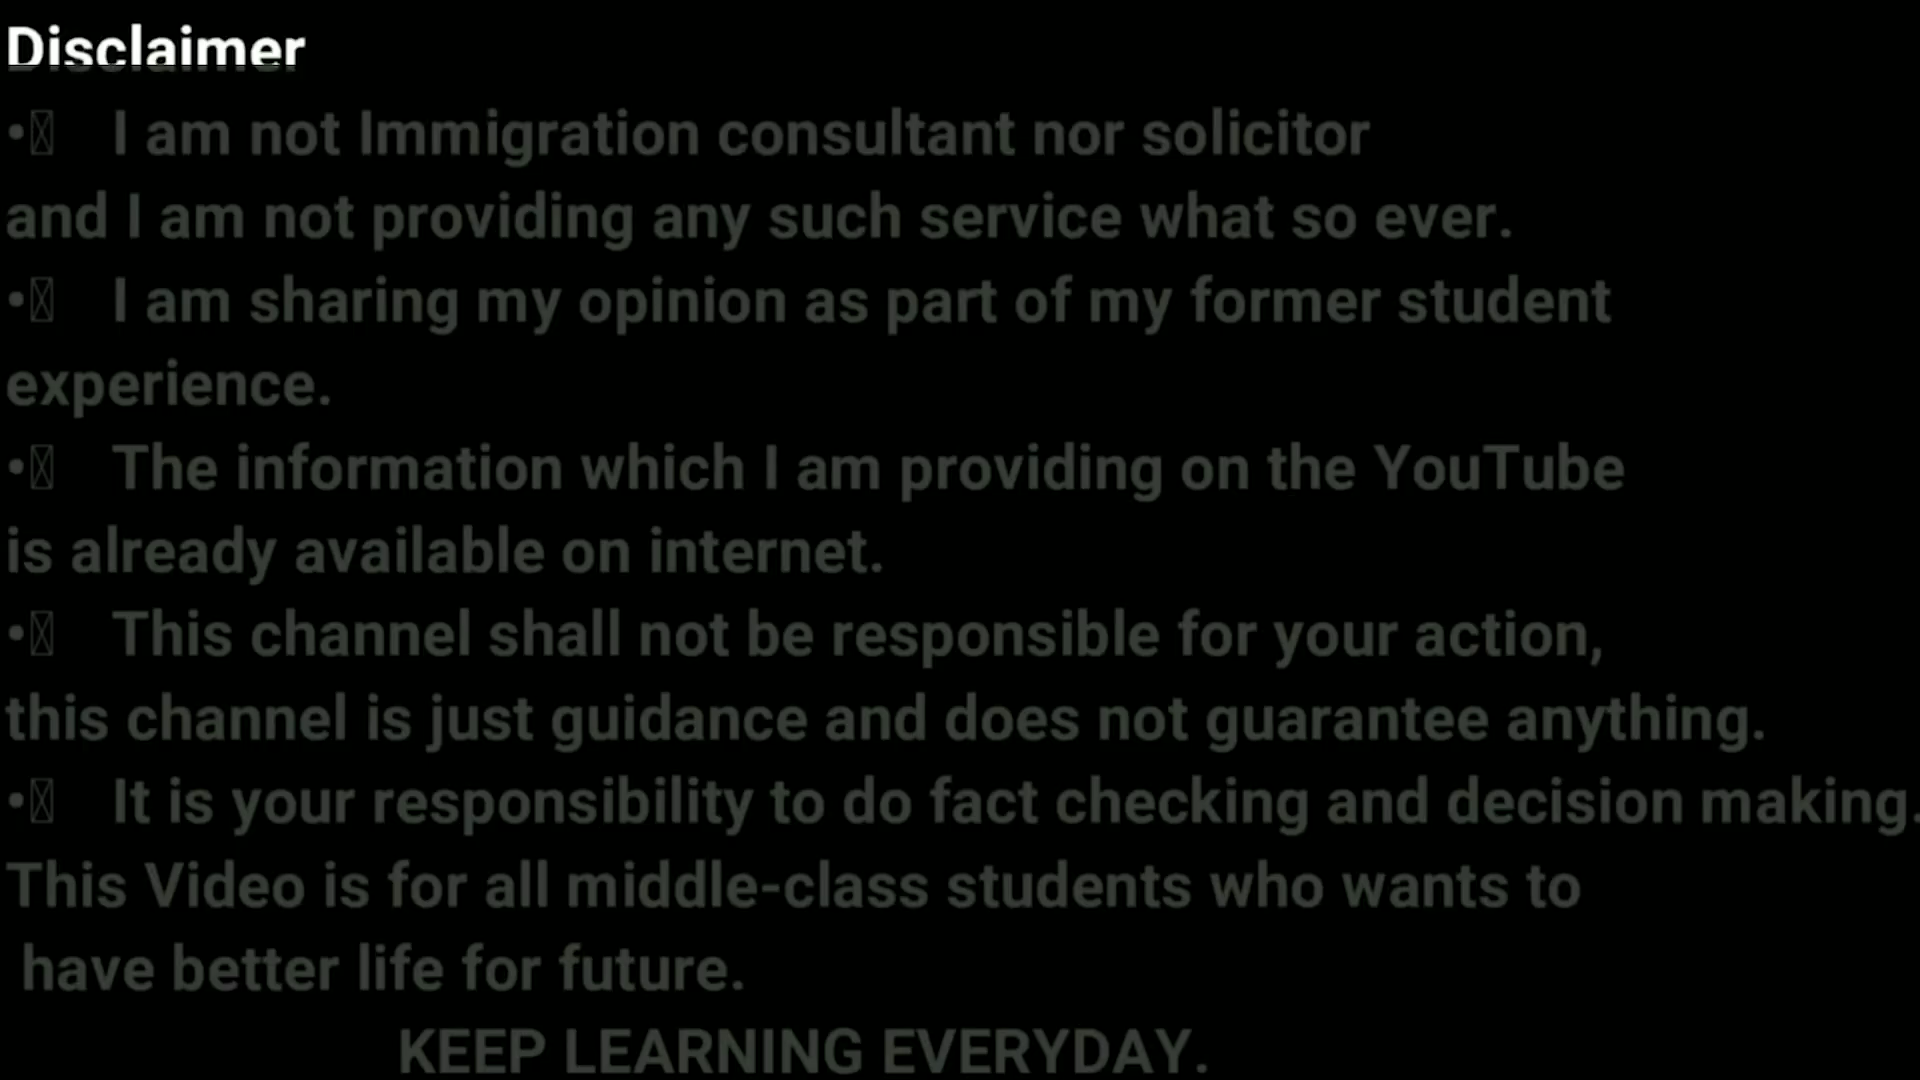 Disclaimer
• I am not Immigration consultant nor solicitor
and I am not providing any such service what so ever.
• I am sharing my opinion as part of my former student
experience.
• The information which I am providing on the YouTube
is already available on internet.
• This channel shall not be responsible for your action,
this channel is just guidance and does not guarantee anything.
• It is your responsibility to do fact checking and decision making.
This Video is for all middle-class students who wants to
have better life for future.
KEEP LEARNING EVERYDAY.